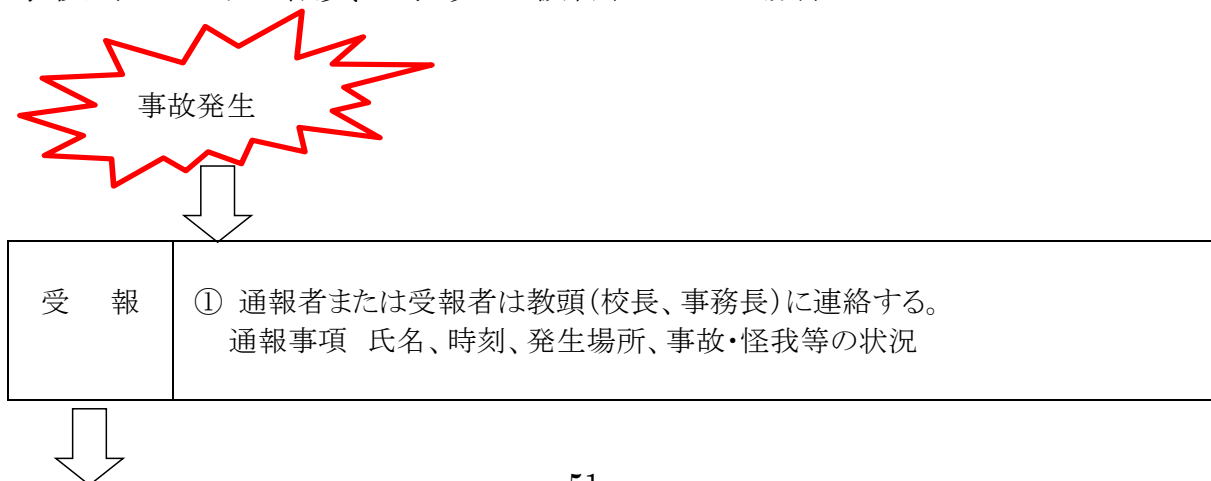 事故発生
受　報
① 通報者または受報者は教頭(校長、事務長)に連絡する。
通報事項　氏名、時刻、発生場所、事故・怪我等の状況